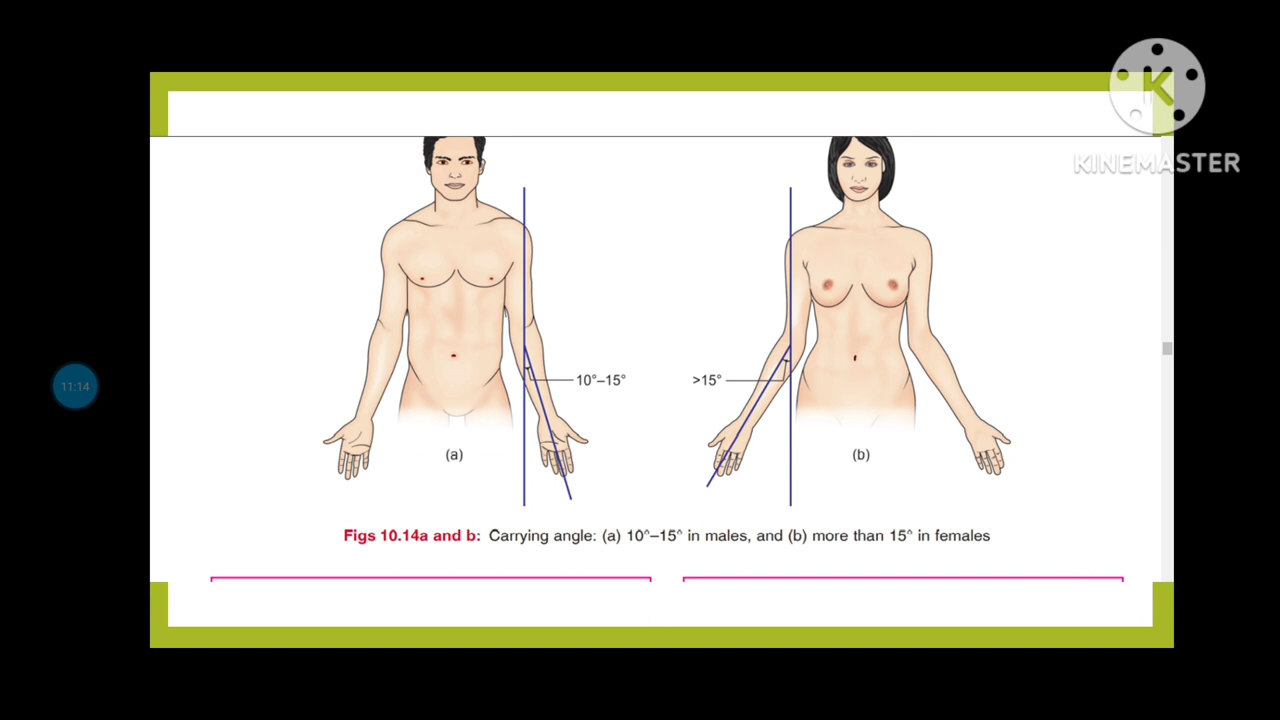 K
KINEMASTER
11:14
10°–15°
>15°
(a)
(b)
Figs 10.14a and b: Carrying angle: (a) 10^–15^ in males, and (b) more than 15^ in females